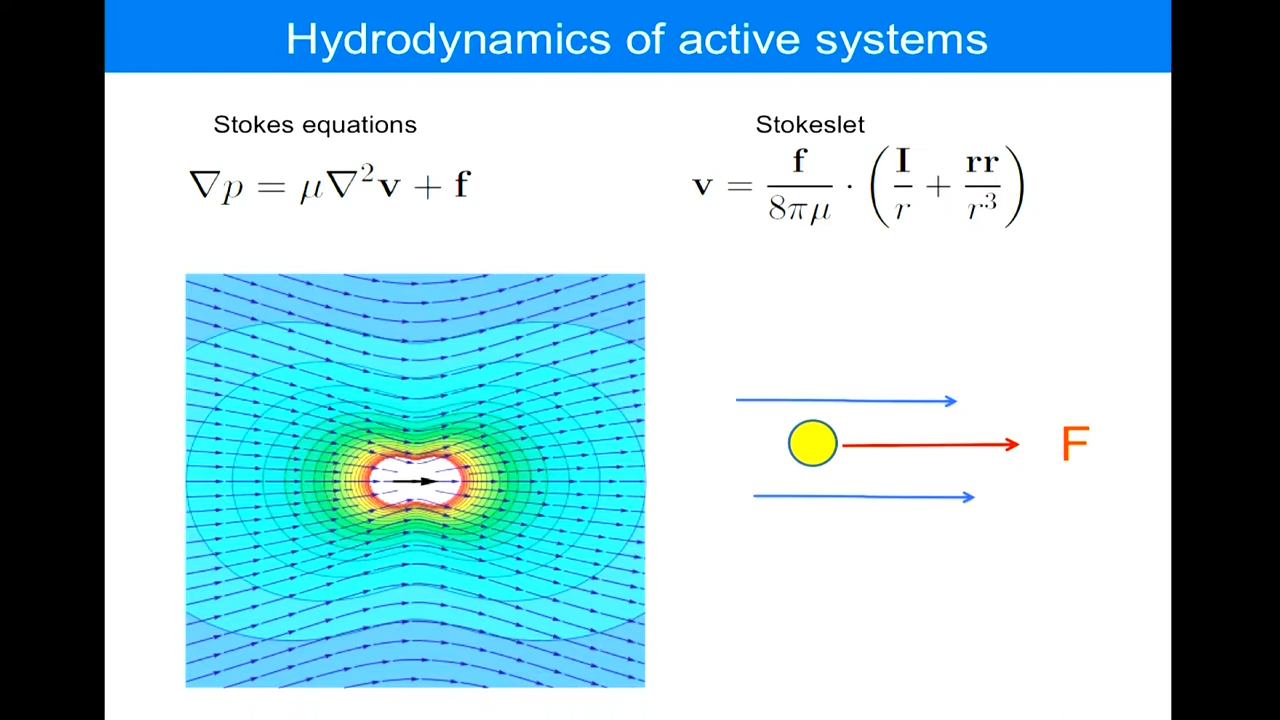 Hydrodynamics of active systems
Stokes equations
∇p = μ∇²v + f
Stokeslet
v = f/8πμ · (I/r + rr/r³)
F